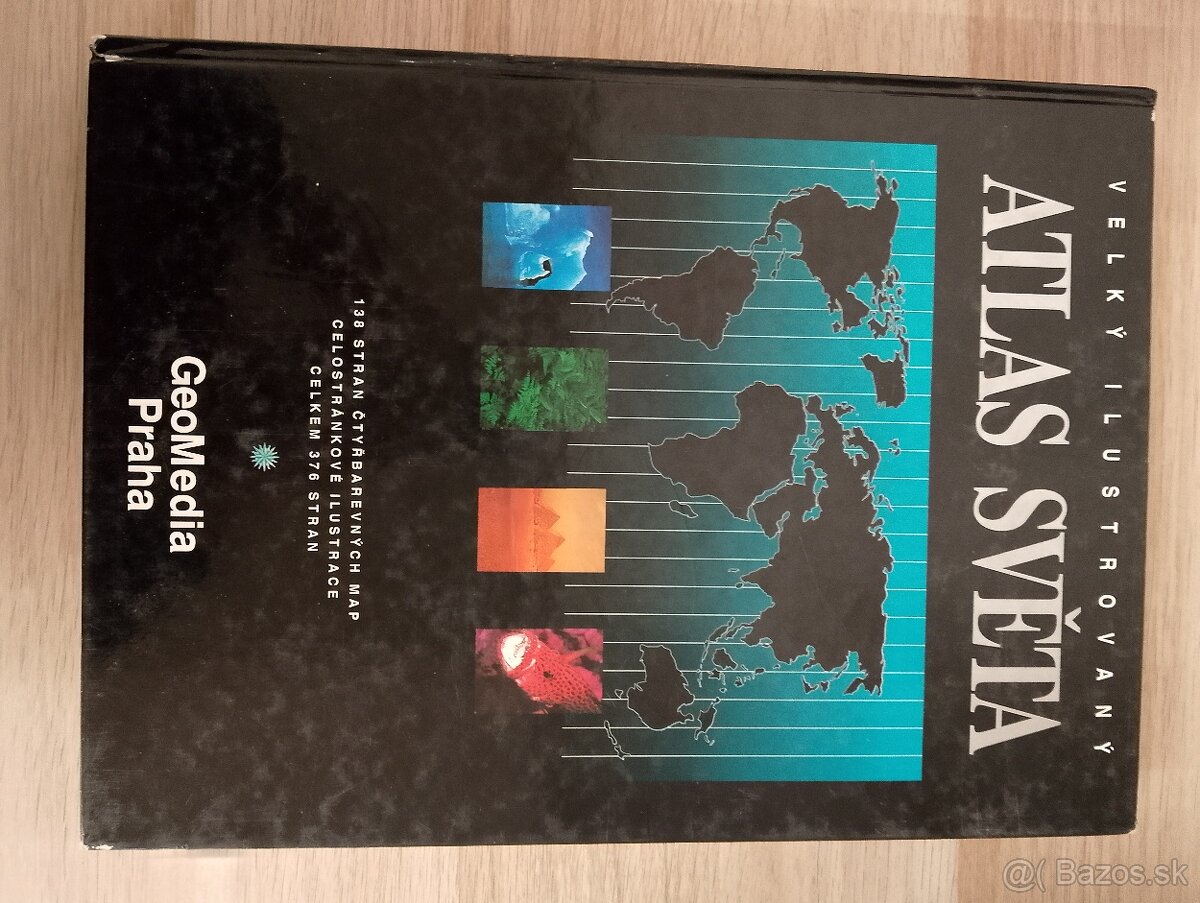 VELKÝ ILUSTROVANÝ
ATLAS SVĚTA
138 STRAN ČTYŘBAREVNÝCH MAP
CELOSTRÁNKOVÉ ILUSTRACE
CELKEM 376 STRAN
GeoMedia
Praha
@( Bazos.sk